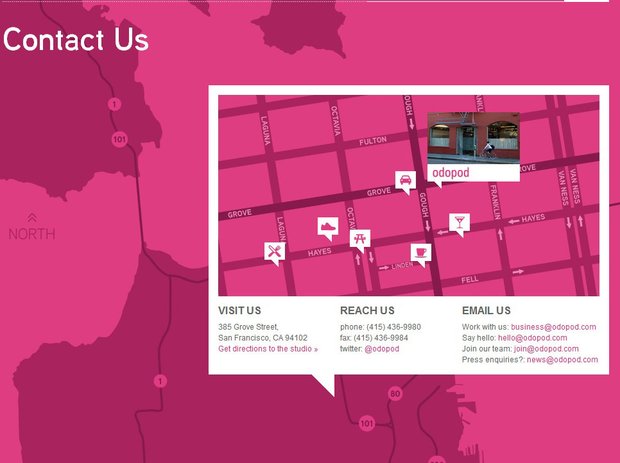 Contact Us
1
101
NORTH
LAGUNA
OCTAVIA
FULTON
GOUGH
odopod
VAN NESS
VAN NESS
GROVE
GROVE
GOUGH
FRANKLIN
HAYES
LAGUNA
HAYES
LINDEN
FELL
VISIT US
385 Grove Street,
San Francisco, CA 94102
Get directions to the studio »
REACH US
phone: (415) 436-9980
fax: (415) 436-9984
twitter: @odopod
EMAIL US
Work with us: business@odopod.com
Say hello: hello@odopod.com
Join our team: join@odopod.com
Press enquiries?: news@odopod.com
1
80
101